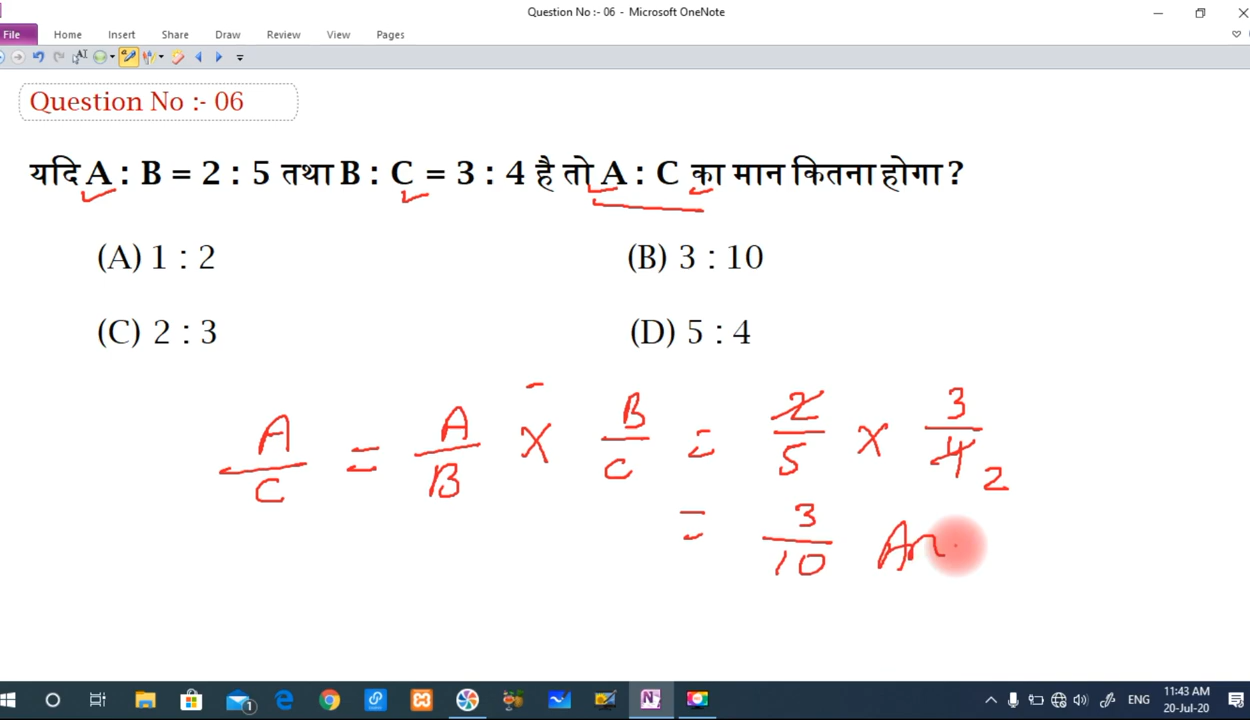 Question No :- 06 - Microsoft OneNote
File Home Insert Share Draw Review View Pages
AI
Question No :- 06
यदि A : B = 2 : 5 तथा B : C = 3 : 4 है तो A : C का मान कितना होगा ?
(A) 1 : 2 (B) 3 : 10
(C) 2 : 3 (D) 5 : 4
A/C = A/B × B/C = 2/5 × 3/4 2
= 3/10 An
1 ENG 11:43 AM
20-Jul-20